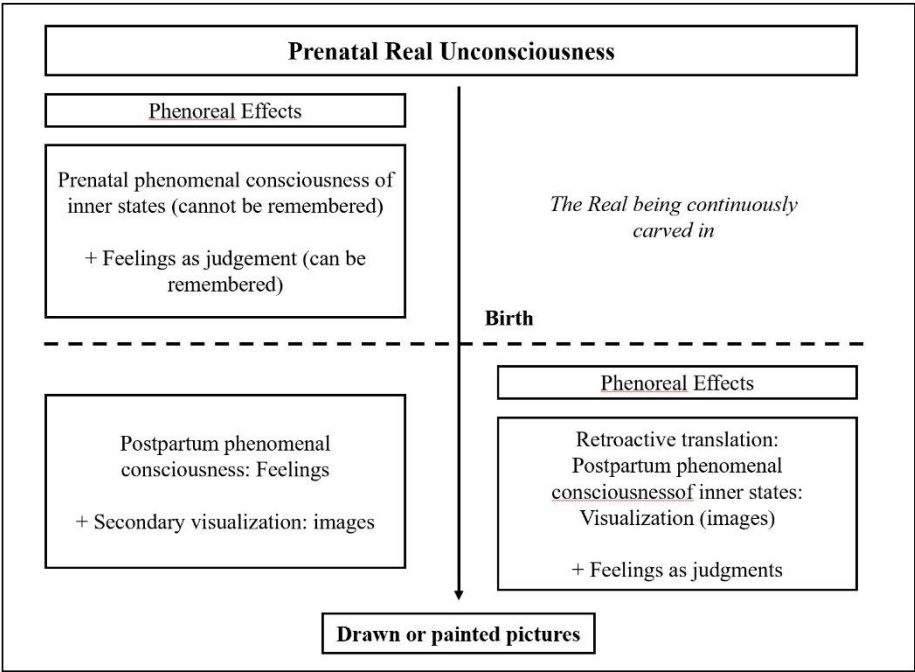 Prenatal Real Unconsciousness
Phenoreal Effects
Prenatal phenomenal consciousness of
inner states (cannot be remembered)
+ Feelings as judgement (can be
remembered)
The Real being continuously
carved in
Birth
Phenoreal Effects
Postpartum phenomenal
consciousness: Feelings
+ Secondary visualization: images
Retroactive translation:
Postpartum phenomenal
consciousnessof inner states:
Visualization (images)
+ Feelings as judgments
Drawn or painted pictures